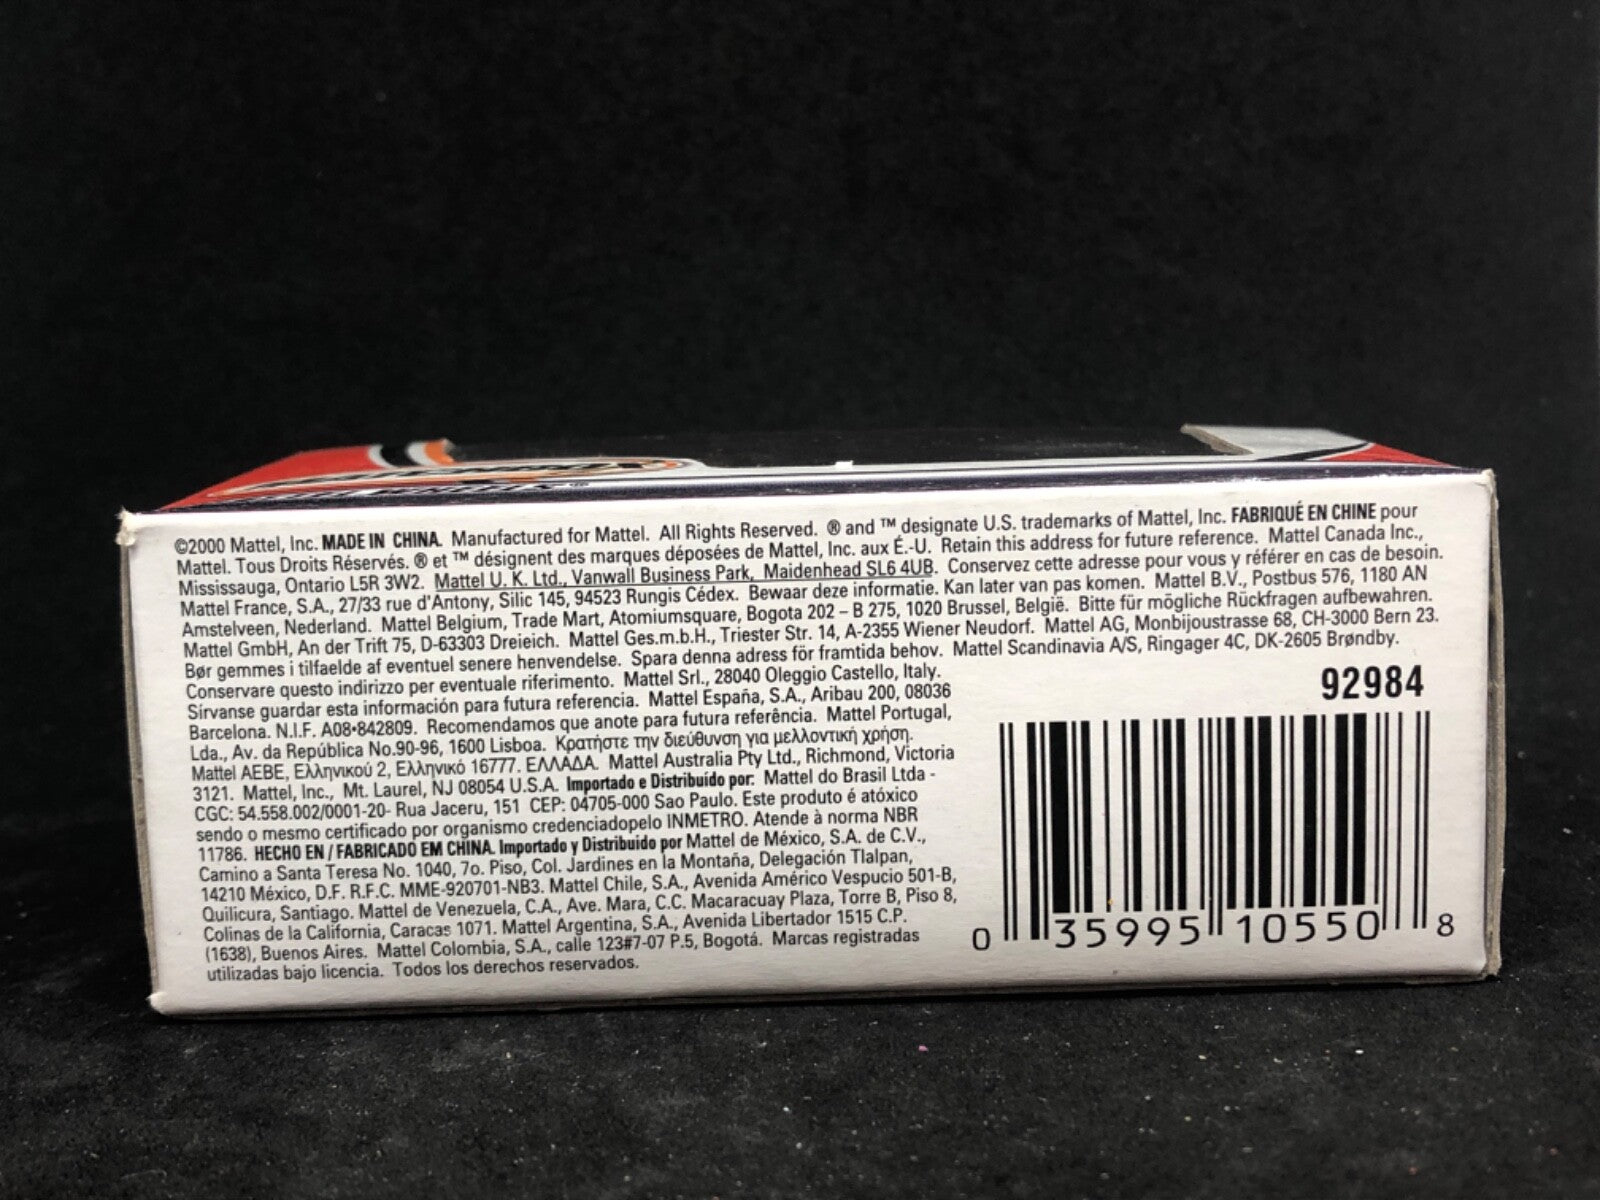 ©2000 Mattel, Inc. MADE IN CHINA. Manufactured for Mattel. All Rights Reserved. ® and ™ designate U.S. trademarks of Mattel, Inc. FABRIQUÉ EN CHINE pour
Mattel. Tous Droits Réservés. ® et ™ désignent des marques déposées de Mattel, Inc. aux É.-U. Retain this address for future reference. Mattel Canada Inc.,
Mississauga, Ontario L5R 3W2. Mattel U. K. Ltd., Vanwall Business Park, Maidenhead SL6 4UB. Conservez cette adresse pour vous y référer en cas de besoin.
Mattel France, S.A., 27/33 rue d'Antony, Silic 145, 94523 Rungis Cédex. Bewaar deze informatie. Kan later van pas komen. Mattel B.V., Postbus 576, 1180 AN
Amstelveen, Nederland. Mattel Belgium, Trade Mart, Atomiumsquare, Bogota 202 – B 275, 1020 Brussel, België. Bitte für mögliche Rückfragen aufbewahren.
Mattel GmbH, An der Trift 75, D-63303 Dreieich. Mattel Ges.m.b.H., Triester Str. 14, A-2355 Wiener Neudorf. Mattel AG, Monbijoustrasse 68, CH-3000 Bern 23.
Bør gemmes i tilfaelde af eventuel senere henvendelse. Spara denna adress för framtida behov. Mattel Scandinavia A/S, Ringager 4C, DK-2605 Brøndby.
Conservare questo indirizzo per eventuale riferimento. Mattel Srl., 28040 Oleggio Castello, Italy.
Sírvanse guardar esta información para futura referencia. Mattel España, S.A., Aribau 200, 08036
Barcelona. N.I.F. A08•842809. Recomendamos que anote para futura referência. Mattel Portugal,
Lda., Av. da República No.90-96, 1600 Lisboa. Κρατήστε την διεύθυνση για μελλοντική χρήση.
Mattel AEBE, Ελληνικού 2, Ελληνικό 16777. ΕΛΛΑΔΑ. Mattel Australia Pty Ltd., Richmond, Victoria
3121. Mattel, Inc., Mt. Laurel, NJ 08054 U.S.A. Importado e Distribuído por: Mattel do Brasil Ltda -
CGC: 54.558.002/0001-20- Rua Jaceru, 151 CEP: 04705-000 Sao Paulo. Este produto é atóxico
sendo o mesmo certificado por organismo credenciadopelo INMETRO. Atende à norma NBR
11786. HECHO EN / FABRICADO EM CHINA. Importado y Distribuido por Mattel de México, S.A. de C.V.,
Camino a Santa Teresa No. 1040, 7o. Piso, Col. Jardines en la Montaña, Delegación Tlalpan,
14210 México, D.F. R.F.C. MME-920701-NB3. Mattel Chile, S.A., Avenida Américo Vespucio 501-B,
Quilicura, Santiago. Mattel de Venezuela, C.A., Ave. Mara, C.C. Macaracuay Plaza, Torre B, Piso 8,
Colinas de la California, Caracas 1071. Mattel Argentina, S.A., Avenida Libertador 1515 C.P.
(1638), Buenos Aires. Mattel Colombia, S.A., calle 123#7-07 P.5, Bogotá. Marcas registradas
utilizadas bajo licencia. Todos los derechos reservados.
92984
0 35995 10550 8